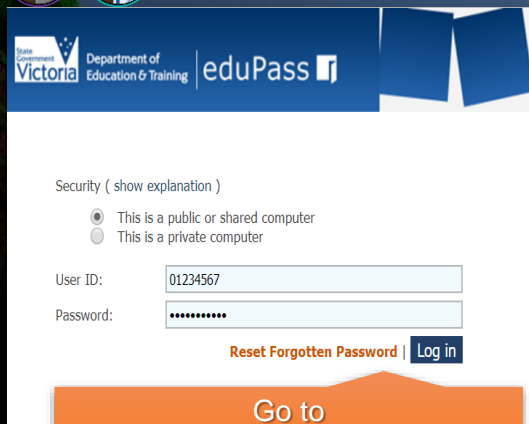 State
Government
Victoria
Department of
Education & Training
eduPass
Security ( show explanation )
This is a public or shared computer
This is a private computer
User ID:
01234567
Password:
•••••••••••
Reset Forgotten Password | Log in
Go to